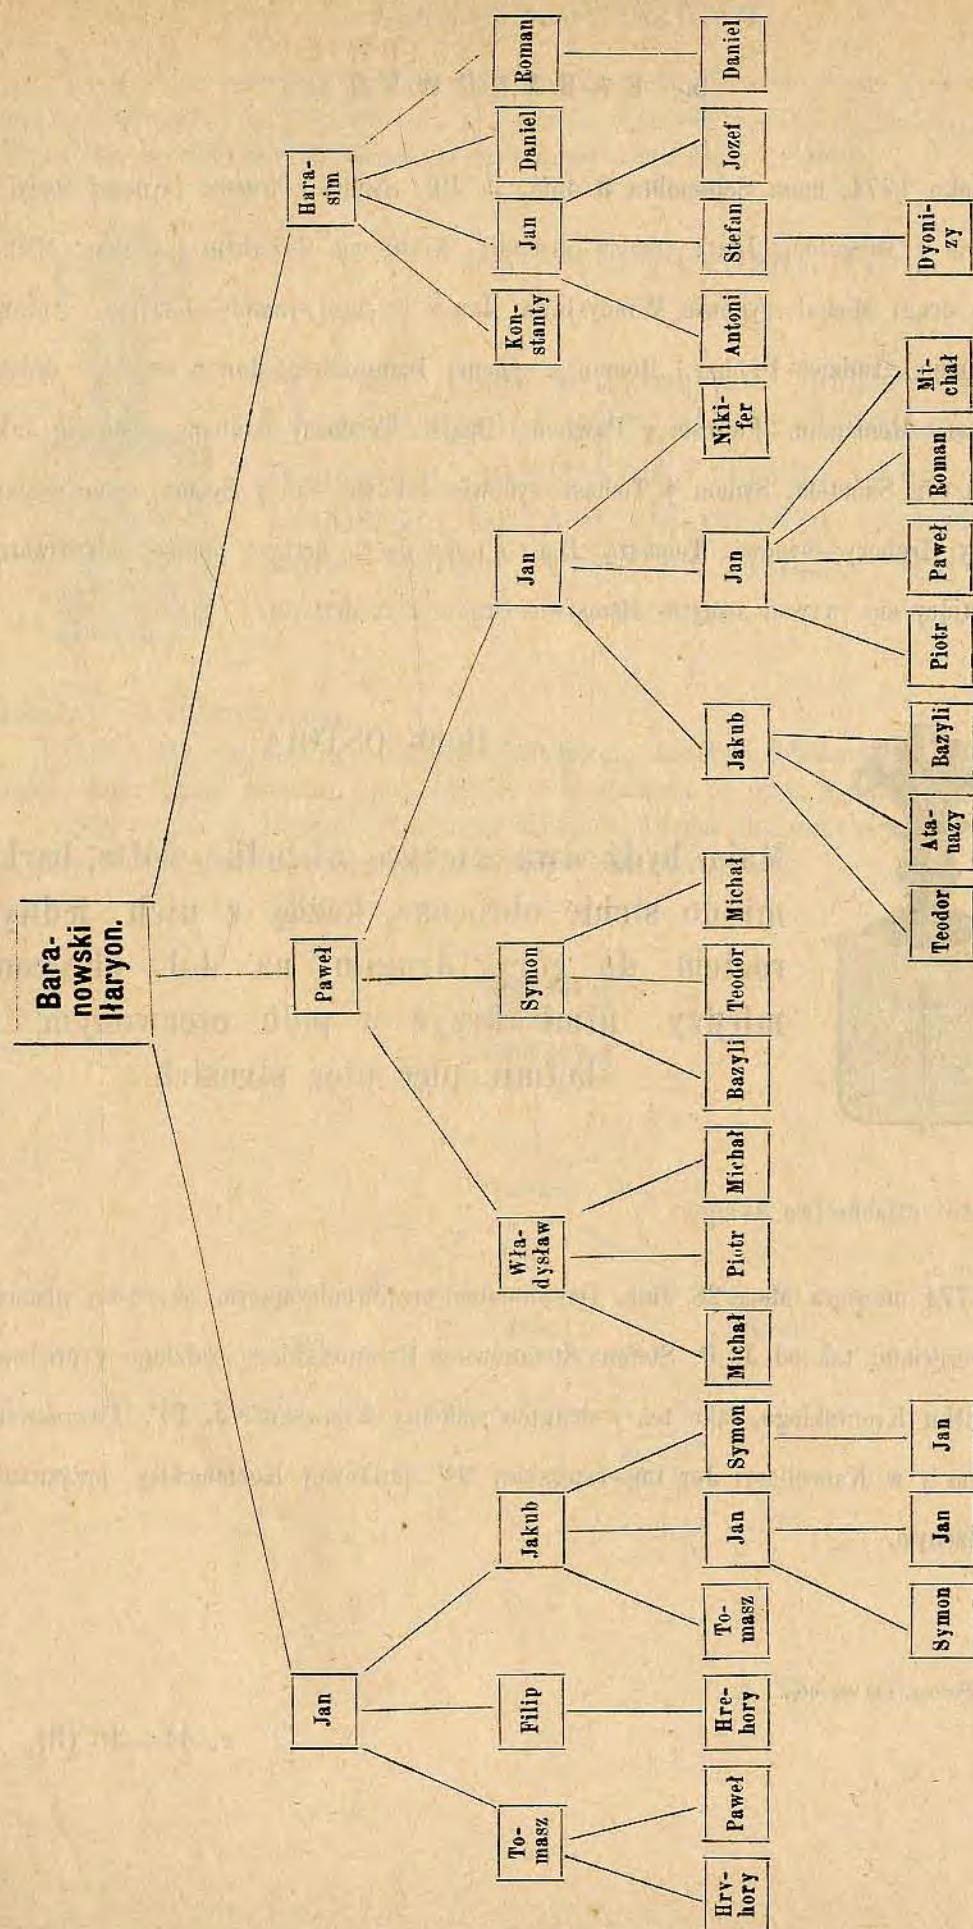 Bara-
nowski
Iłaryon.
Jan
Paweł
Hara-
sim
To-
masz
Filip
Jakub
Wła-
dysław
Symon
Jan
Kon-
stanty
Jan
Daniel
Roman
Hry-
hory
Paweł
Hre-
hory
To-
masz
Jan
Symon
Michał
Piotr
Michał
Bazyli
Teodor
Michał
Jakub
Jan
Niki-
fer
Antoni
Stefan
Jozef
Daniel
Symon
Jan
Jan
Teodor
Ata-
nazy
Bazyli
Piotr
Paweł
Roman
Mi-
chał
Dyoni-
zy